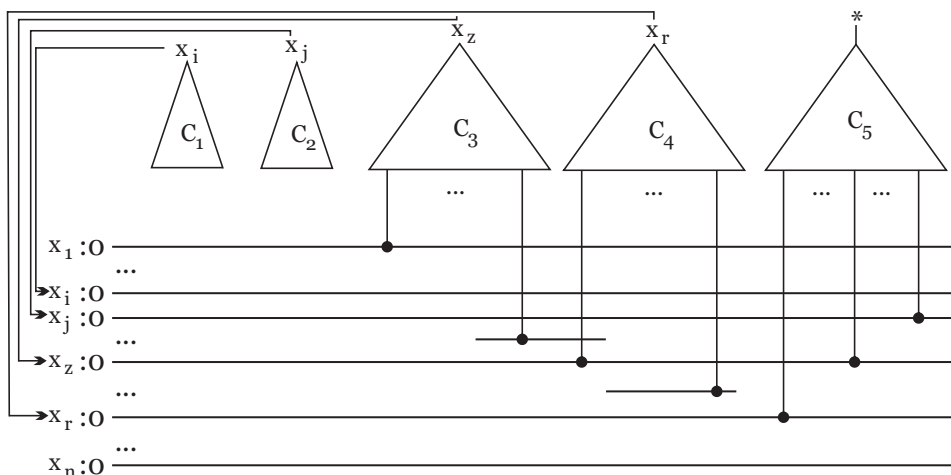 x_i x_j x_z x_r *
C_1 C_2 C_3 C_4 C_5
... ... ... ...
x_1:0
...
x_i:0
x_j:0
...
x_z:0
...
x_r:0
...
x_n:0